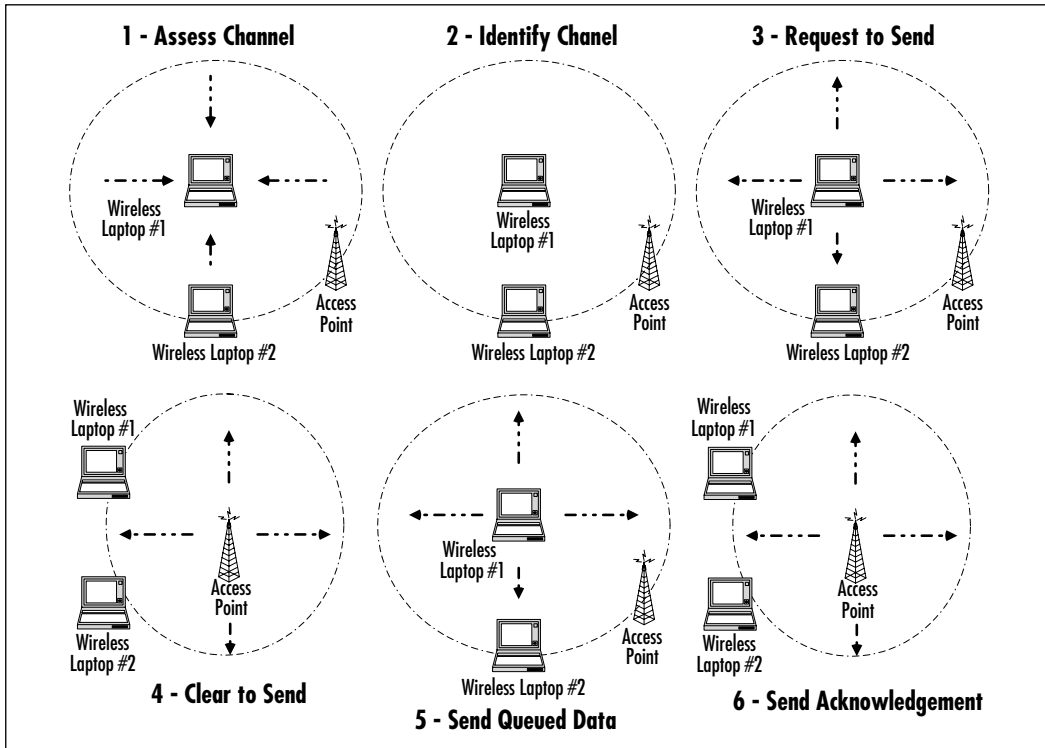 1 - Assess Channel
2 - Identify Chanel
3 - Request to Send
Wireless
Laptop #1
Access
Point
Wireless Laptop #2
Wireless
Laptop #1
Access
Point
Wireless Laptop #2
Wireless
Laptop #1
Access
Point
Wireless Laptop #2
Wireless
Laptop #1
Access
Point
Wireless
Laptop #2
4 - Clear to Send
Wireless
Laptop #1
Access
Point
Wireless Laptop #2
5 - Send Queued Data
Wireless
Laptop #1
Access
Point
Wireless
Laptop #2
6 - Send Acknowledgement